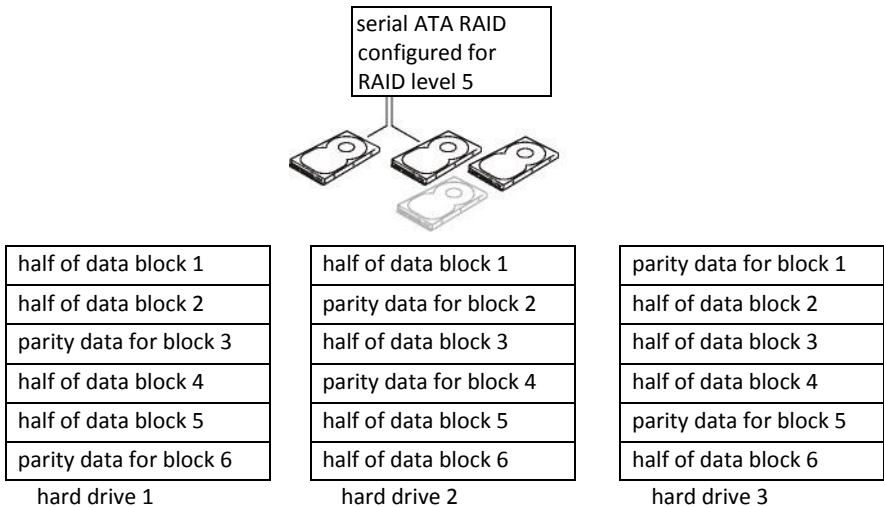 serial ATA RAID
configured for
RAID level 5
half of data block 1
half of data block 2
parity data for block 3
half of data block 4
half of data block 5
parity data for block 6
hard drive 1
half of data block 1
parity data for block 2
half of data block 3
parity data for block 4
half of data block 5
half of data block 6
hard drive 2
parity data for block 1
half of data block 2
half of data block 3
half of data block 4
parity data for block 5
half of data block 6
hard drive 3